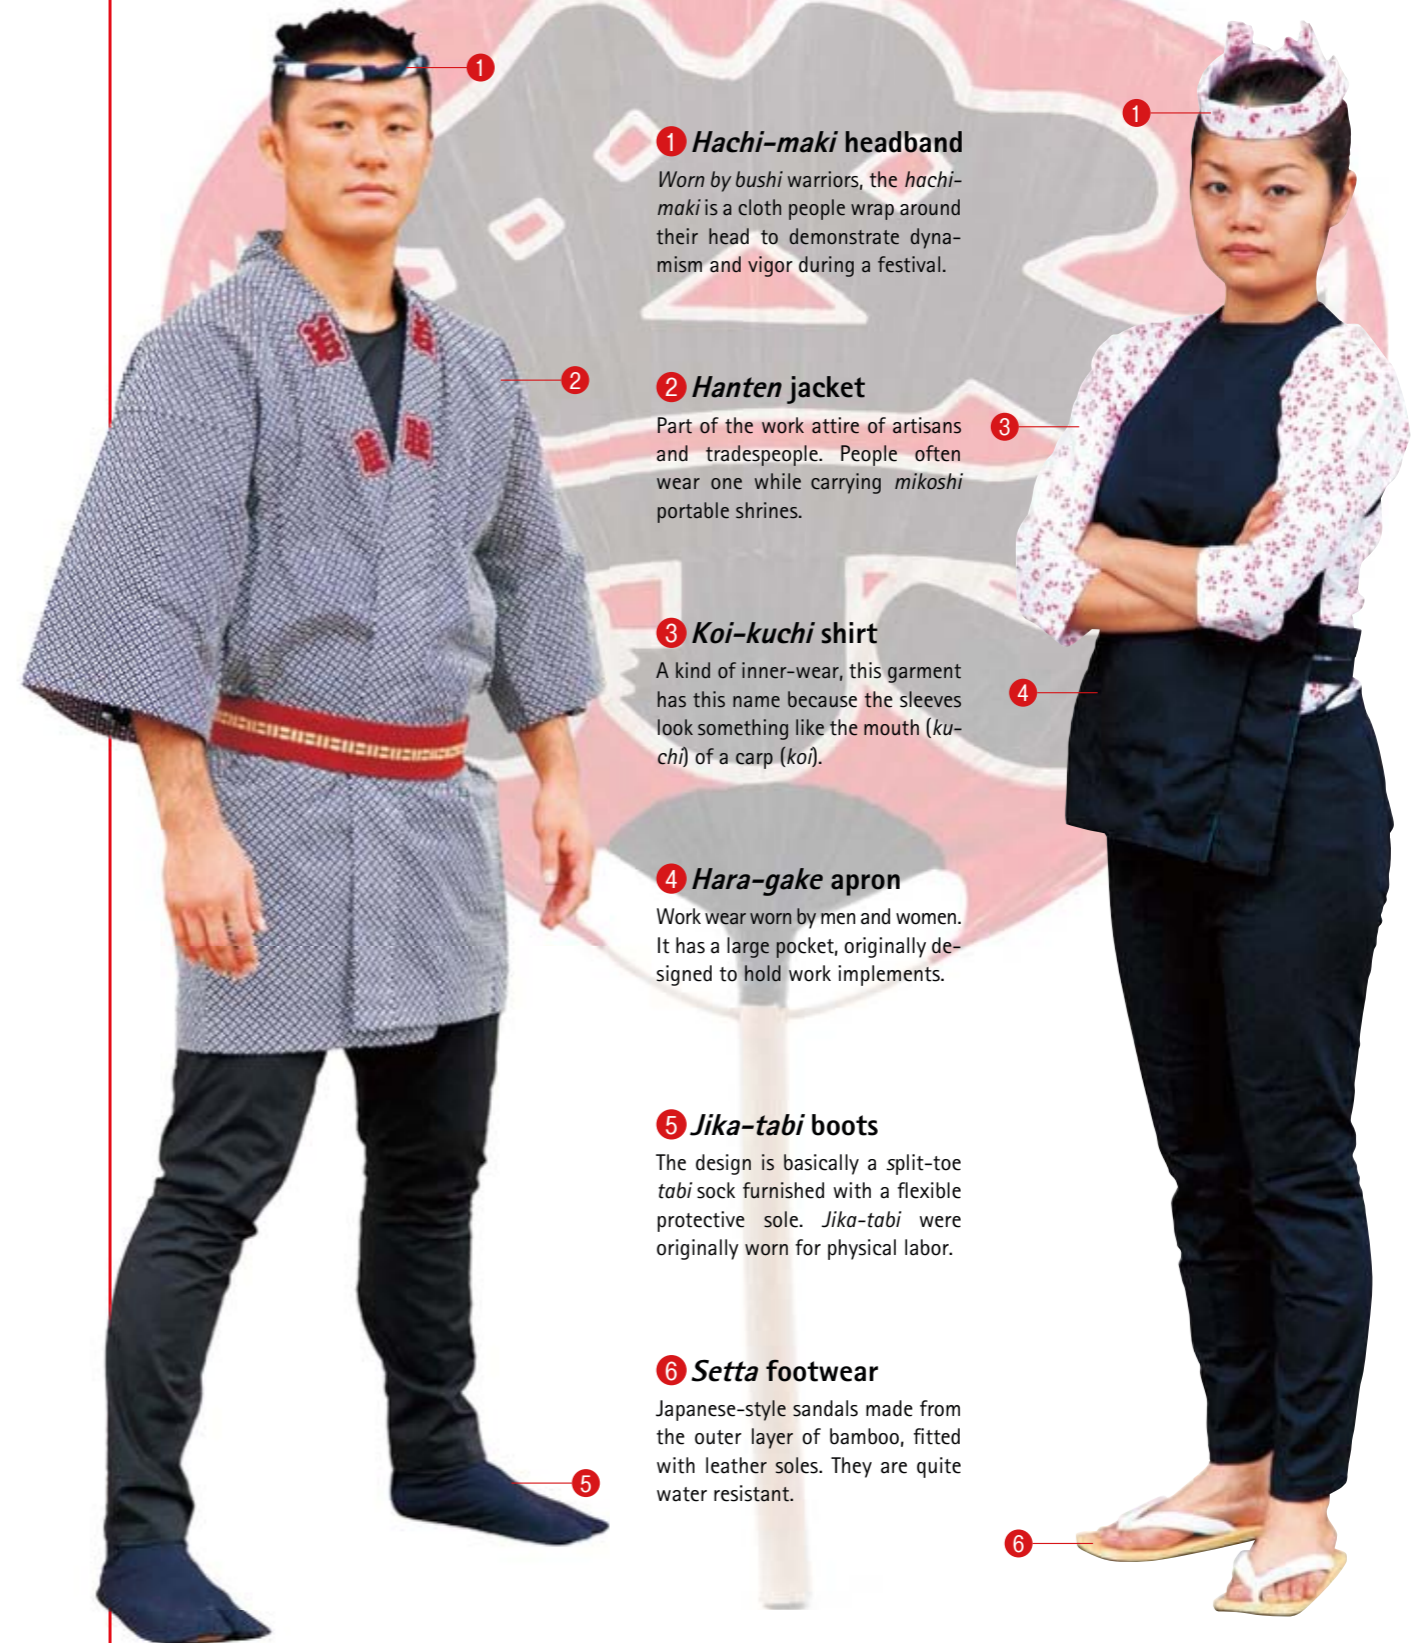 1
1
1 Hachi-maki headband
Worn by bushi warriors, the hachi-
maki is a cloth people wrap around
their head to demonstrate dyna-
mism and vigor during a festival.
若
若
2
2 Hanten jacket
Part of the work attire of artisans
and tradespeople. People often
wear one while carrying mikoshi
portable shrines.
3
3 Koi-kuchi shirt
A kind of inner-wear, this garment
has this name because the sleeves
look something like the mouth (ku-
chi) of a carp (koi).
4
4 Hara-gake apron
Work wear worn by men and women.
It has a large pocket, originally de-
signed to hold work implements.
5 Jika-tabi boots
The design is basically a split-toe
tabi sock furnished with a flexible
protective sole. Jika-tabi were
originally worn for physical labor.
6 Setta footwear
Japanese-style sandals made from
the outer layer of bamboo, fitted
with leather soles. They are quite
water resistant.
5
6